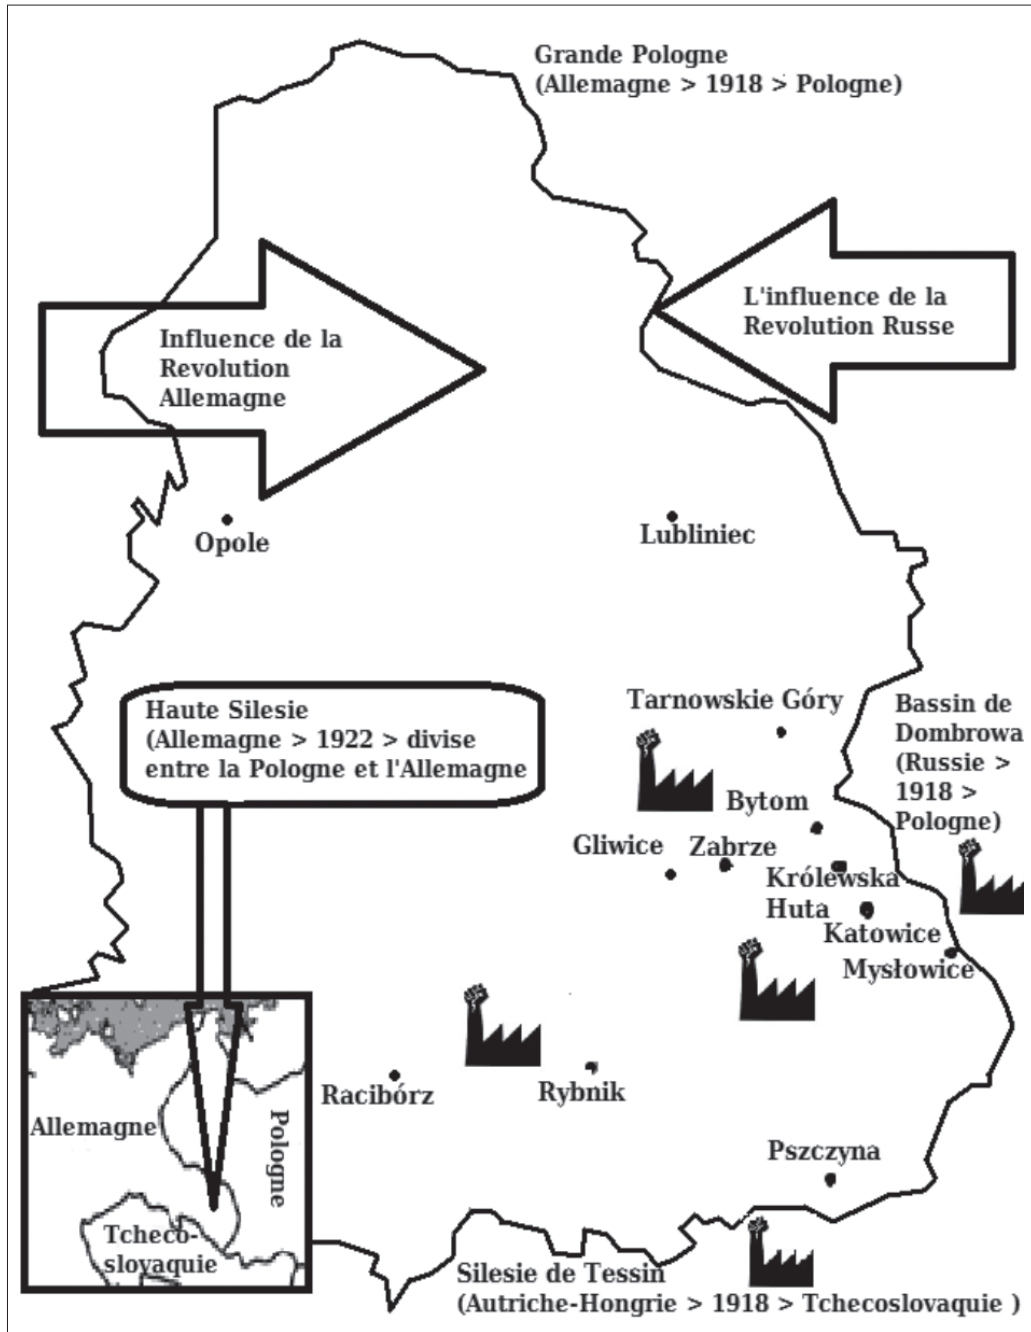 Grande Pologne
(Allemagne > 1918 > Pologne)
L'influence de la
Revolution Russe
Influence de la
Revolution
Allemagne
Opole
Lubliniec
Haute Silesie
(Allemagne > 1922 > divise
entre la Pologne et l'Allemagne
Tarnowskie Góry
Bassin de
Dombrowa
(Russie >
1918 >
Pologne)
Bytom
Gliwice
Zabrze
Królewska
Huta
Katowice
Mysłowice
Racibórz
Rybnik
Pszczyna
Allemagne
Pologne
Tcheco-
slovaquie
Silesie de Tessin
(Autriche-Hongrie > 1918 > Tchecoslovaquie )